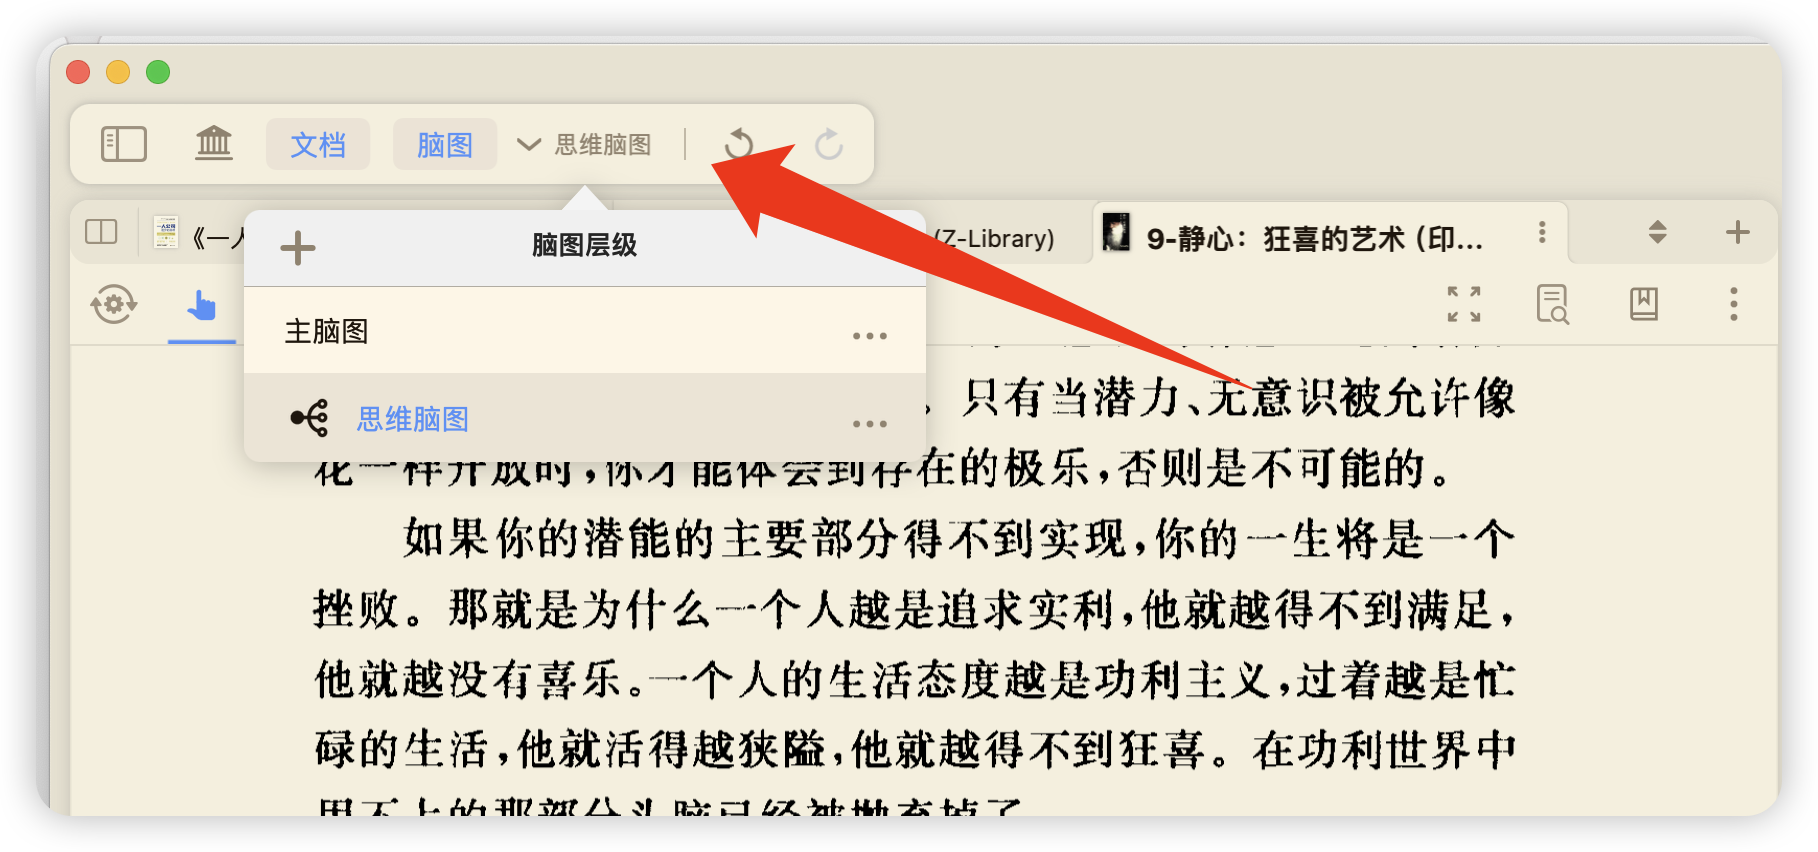 文档 脑图 思维脑图
《一人 (Z-Library) 9-静心：狂喜的艺术（印...
脑图层级
主脑图
思维脑图
。只有当潜力、无意识被允许像
花一样开放时，你才能体会到存在的极乐，否则是不可能的。
如果你的潜能的主要部分得不到实现，你的一生将是一个
挫败。那就是为什么一个人越是追求实利，他就越得不到满足，
他就越没有喜乐。一个人的生活态度越是功利主义，过着越是忙
碌的生活，他就活得越狭隘，他就越得不到狂喜。在功利世界中
用不上的那部分头脑已经被抛弃掉了